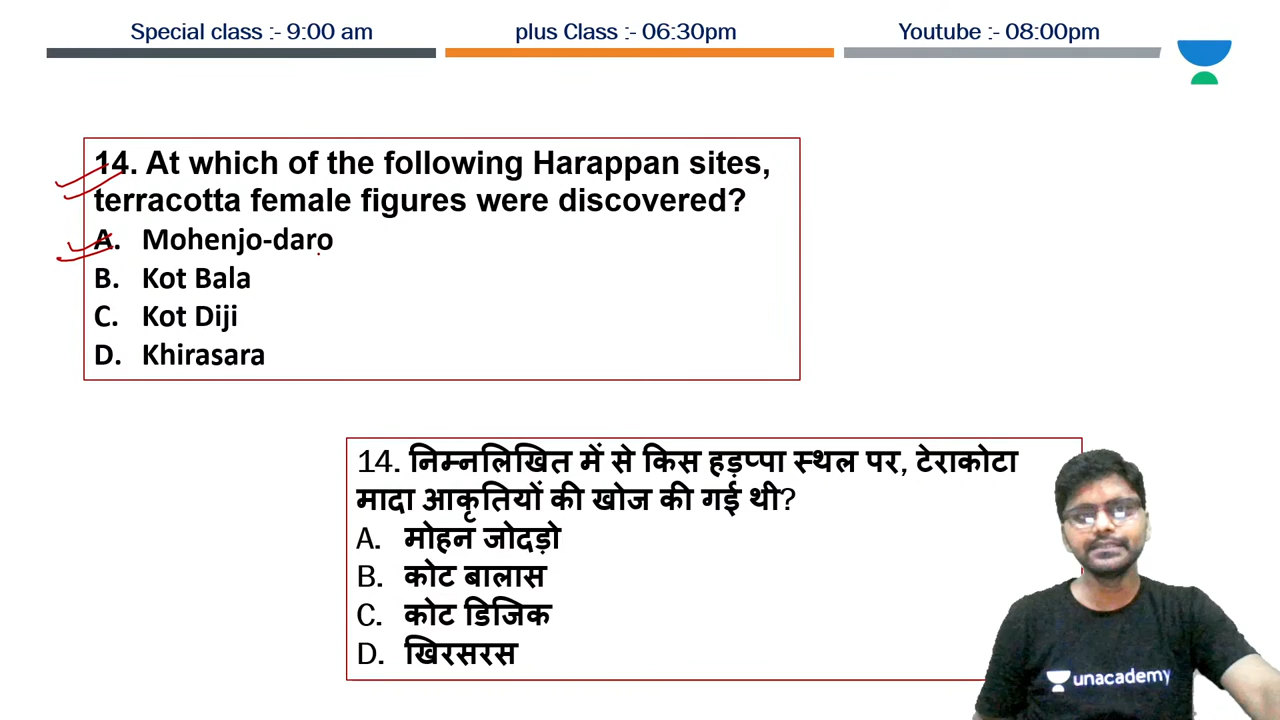 Special class :- 9:00 am
plus Class :- 06:30pm
Youtube :- 08:00pm
14. At which of the following Harappan sites,
terracotta female figures were discovered?
A. Mohenjo-daro
B. Kot Bala
C. Kot Diji
D. Khirasara
14. निम्नलिखित में से किस हड़प्पा स्थल पर, टेराकोटा
मादा आकृतियों की खोज की गई थी?
A. मोहन जोदड़ो
B. कोट बालास
C. कोट डिजिक
D. खिरसरस
unacademy